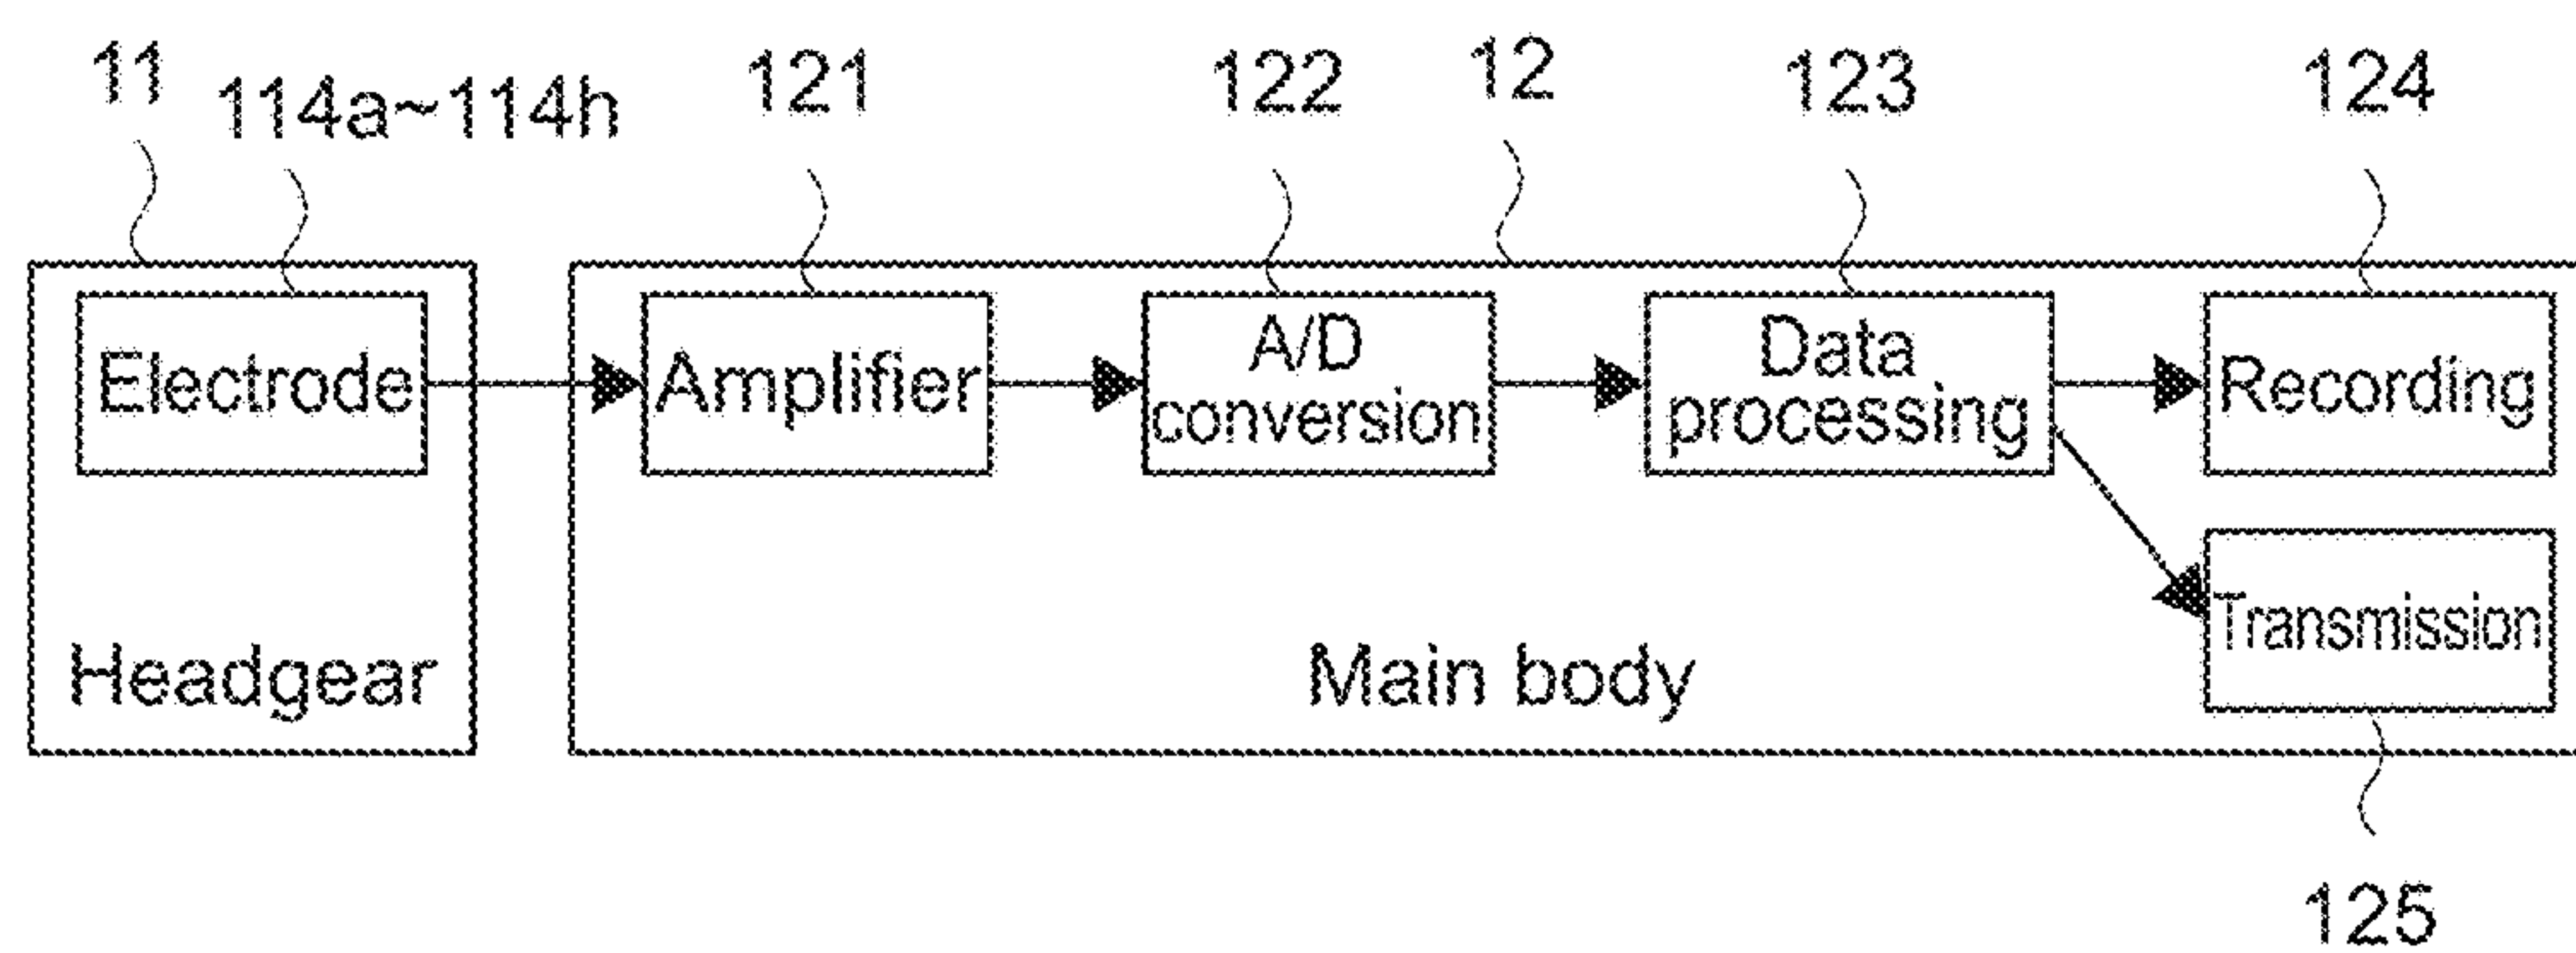 11
114a~114h
121
122
12
123
124
Electrode
Amplifier
A/D
conversion
Data
processing
Recording
Transmission
Headgear
Main body
125